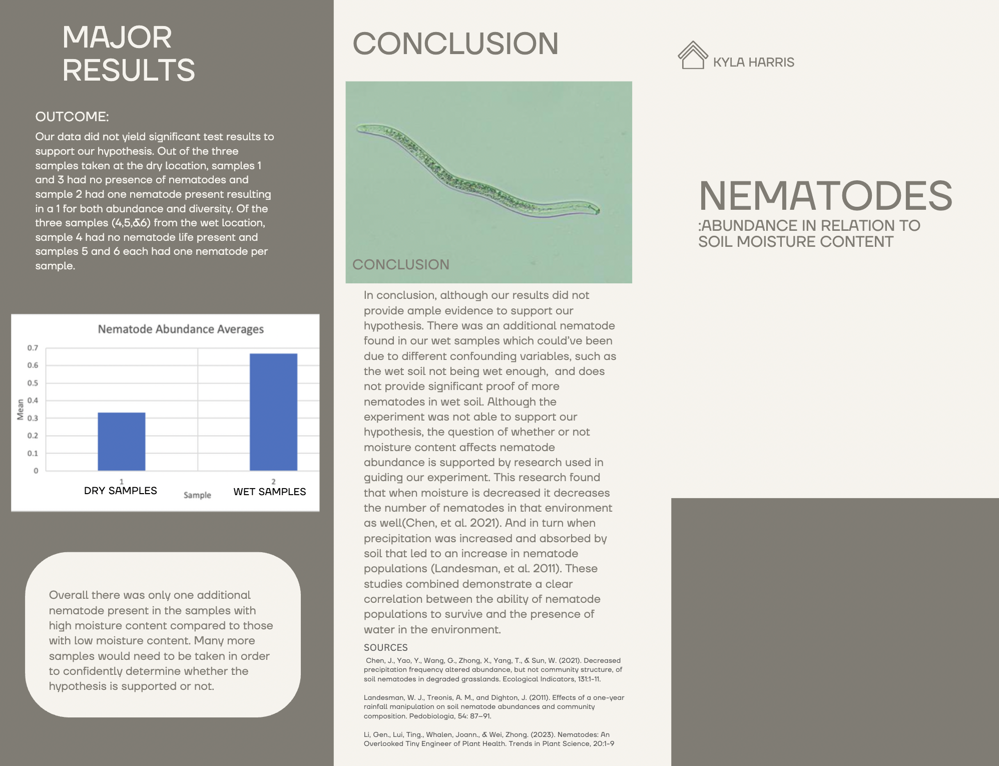 MAJOR
RESULTS
OUTCOME:
Our data did not yield significant test results to
support our hypothesis. Out of the three
samples taken at the dry location, samples 1
and 3 had no presence of nematodes and
sample 2 had one nematode present resulting
in a 1 for both abundance and diversity. Of the
three samples (4,5,&6) from the wet location,
sample 4 had no nematode life present and
samples 5 and 6 each had one nematode per
sample.
Nematode Abundance Averages
0.7
0.6
0.5
0.4
0.3
0.2
0.1
0
Mean
1
2
DRY SAMPLES
WET SAMPLES
Sample
Overall there was only one additional
nematode present in the samples with
high moisture content compared to those
with low moisture content. Many more
samples would need to be taken in order
to confidently determine whether the
hypothesis is supported or not.
CONCLUSION
CONCLUSION
In conclusion, although our results did not
provide ample evidence to support our
hypothesis. There was an additional nematode
found in our wet samples which could've been
due to different confounding variables, such as
the wet soil not being wet enough,  and does
not provide significant proof of more
nematodes in wet soil. Although the
experiment was not able to support our
hypothesis, the question of whether or not
moisture content affects nematode
abundance is supported by research used in
guiding our experiment. This research found
that when moisture is decreased it decreases
the number of nematodes in that environment
as well(Chen, et al. 2021). And in turn when
precipitation was increased and absorbed by
soil that led to an increase in nematode
populations (Landesman, et al. 2011). These
studies combined demonstrate a clear
correlation between the ability of nematode
populations to survive and the presence of
water in the environment.
SOURCES
Chen, J., Yao, Y., Wang, G., Zhong, X., Yang, T., & Sun, W. (2021). Decreased
precipitation frequency altered abundance, but not community structure, of
soil nematodes in degraded grasslands. Ecological Indicators, 131:1-11.
Landesman, W. J., Treonis, A. M., and Dighton, J. (2011). Effects of a one-year
rainfall manipulation on soil nematode abundances and community
composition. Pedobiologia, 54: 87–91.
Li, Gen., Lui, Ting., Whalen, Joann., & Wei, Zhong. (2023). Nematodes: An
Overlooked Tiny Engineer of Plant Health. Trends in Plant Science, 20:1-9
KYLA HARRIS
NEMATODES
:ABUNDANCE IN RELATION TO
SOIL MOISTURE CONTENT